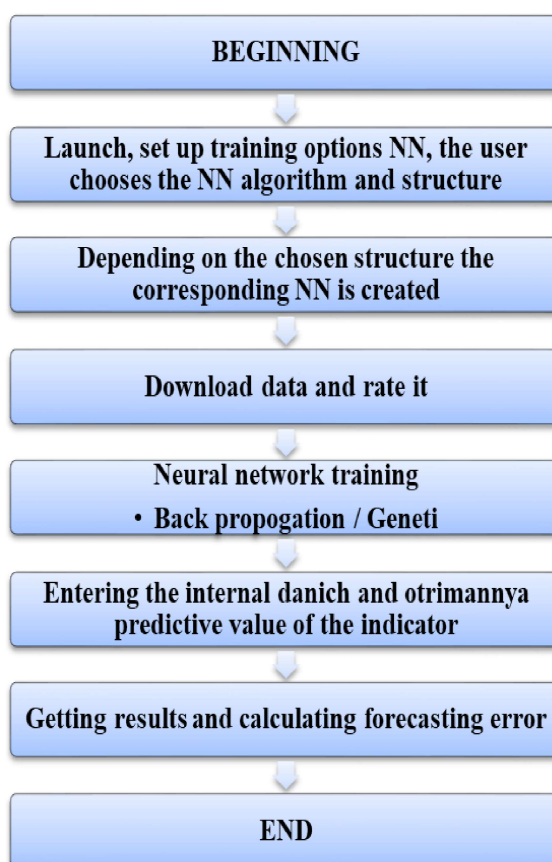 BEGINNING
Launch, set up training options NN, the user
chooses the NN algorithm and structure
Depending on the chosen structure the
corresponding NN is created
Download data and rate it
Neural network training
• Back propogation / Geneti
Entering the internal danich and otrimannya
predictive value of the indicator
Getting results and calculating forecasting error
END